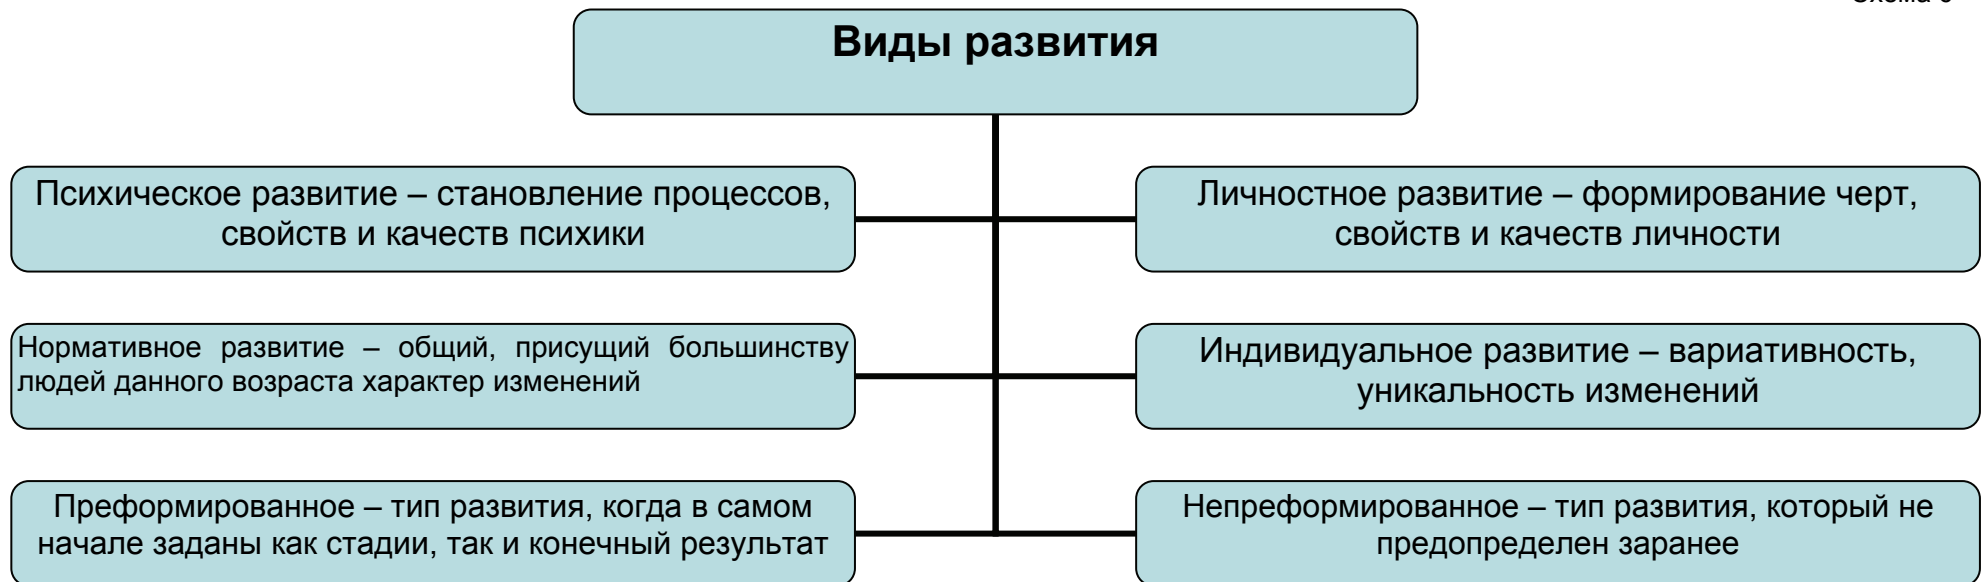 Виды развития
Психическое развитие – становление процессов,
свойств и качеств психики
Личностное развитие – формирование черт,
свойств и качеств личности
Нормативное развитие – общий, присущий большинству
людей данного возраста характер изменений
Индивидуальное развитие – вариативность,
уникальность изменений
Преформированное – тип развития, когда в самом
начале заданы как стадии, так и конечный результат
Непреформированное – тип развития, который не
предопределен заранее